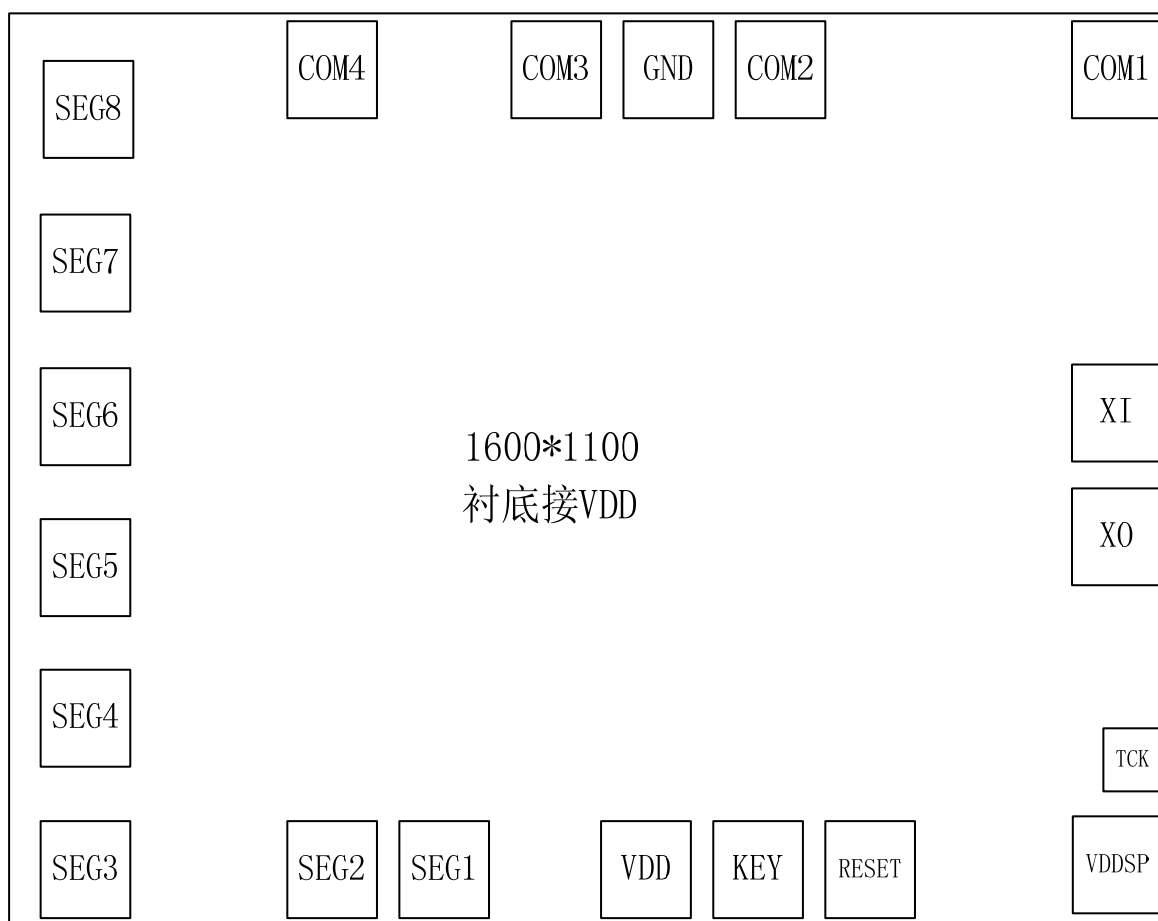 COM4
COM3
GND
COM2
COM1
SEG8
SEG7
SEG6
XI
1600*1100
衬底接VDD
XO
SEG5
SEG4
TCK
SEG3
SEG2
SEG1
VDD
KEY
RESET
VDDSP